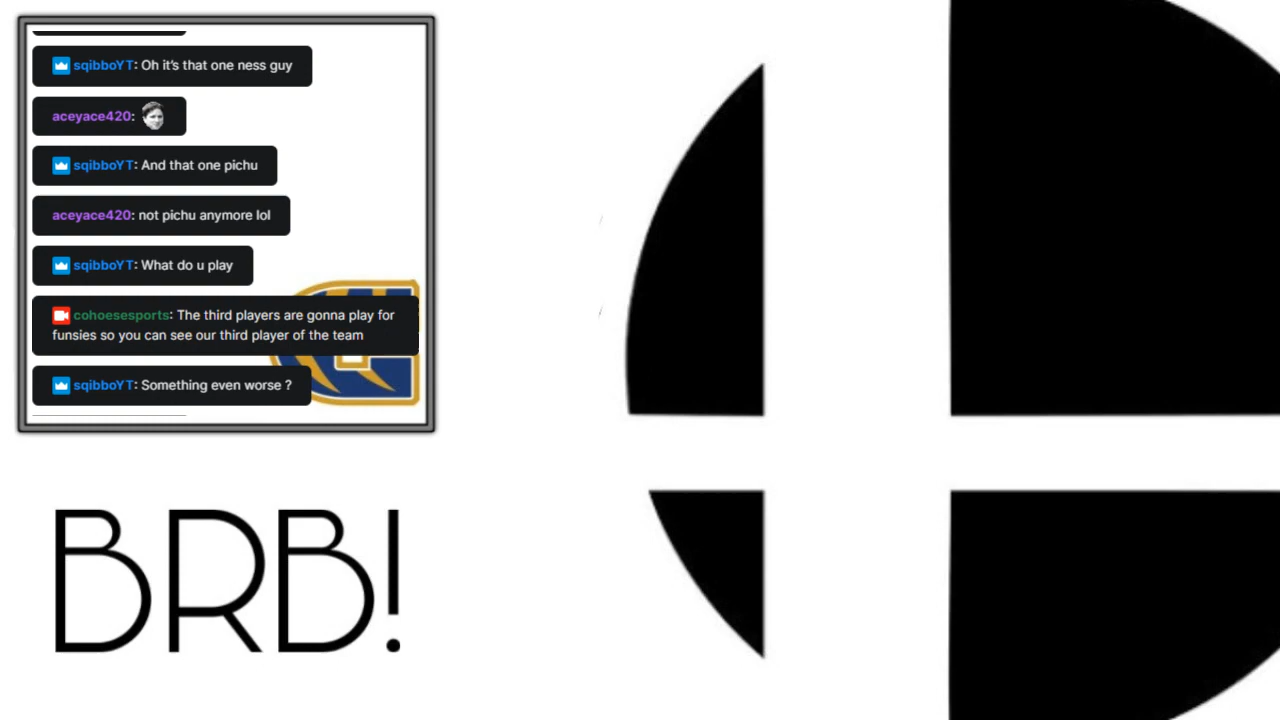 sqibboYT: Oh it's that one ness guy
aceyace420:
sqibboYT: And that one pichu
aceyace420: not pichu anymore lol
sqibboYT: What do u play
cohoesesports: The third players are gonna play for
funsies so you can see our third player of the team
sqibboYT: Something even worse ?
BRB!